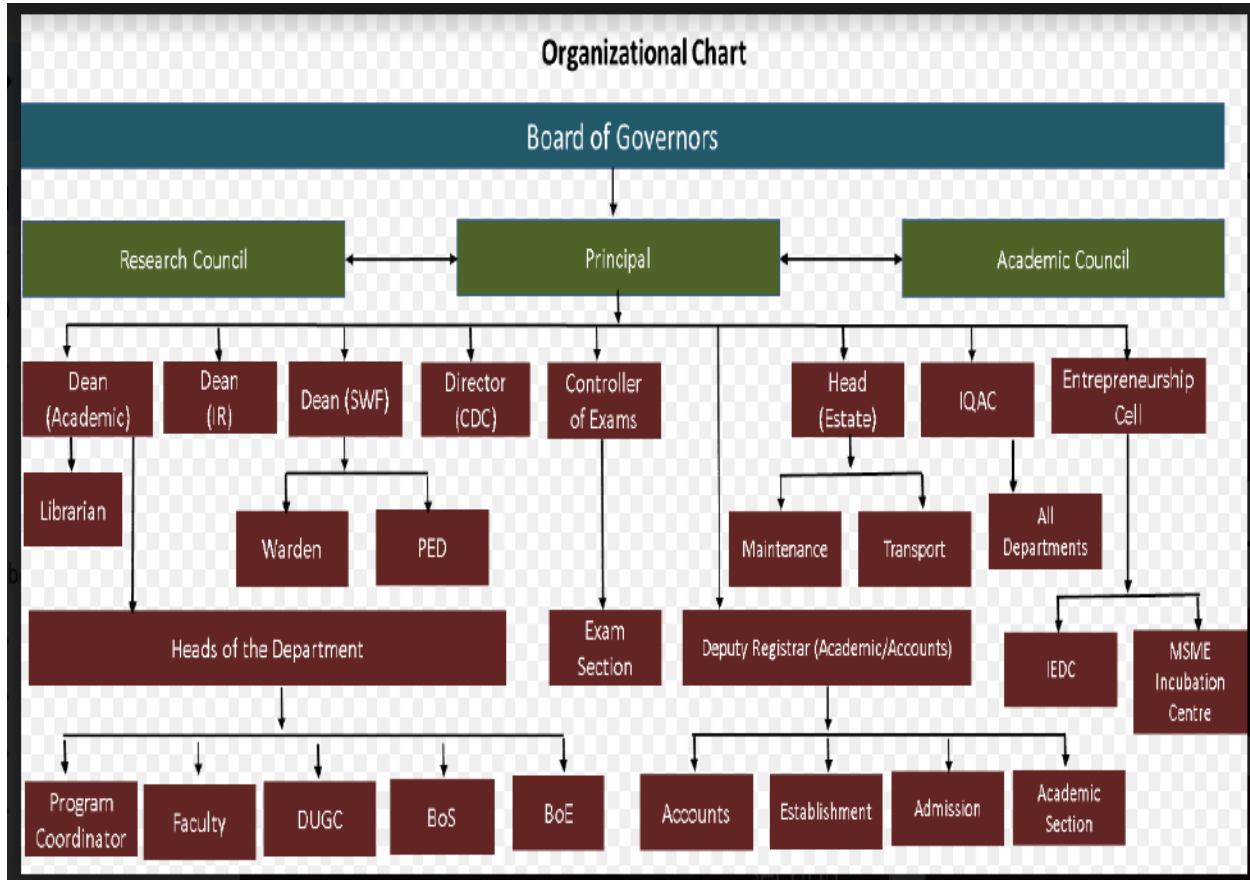 Organizational Chart
Board of Governors
Research Council
Principal
Academic Council
Dean
(Academic)
Dean
(IR)
Dean (SWF)
Director
(CDC)
Controller
of Exams
Head
(Estate)
IQAC
Entrepreneurship
Cell
Librarian
Warden
PED
Maintenance
Transport
All
Departments
Heads of the Department
Exam
Section
Deputy Registrar (Academic/Accounts)
IEDC
MSME
Incubation
Centre
Program
Coordinator
Faculty
DUGC
BoS
BoE
Accounts
Establishment
Admission
Academic
Section